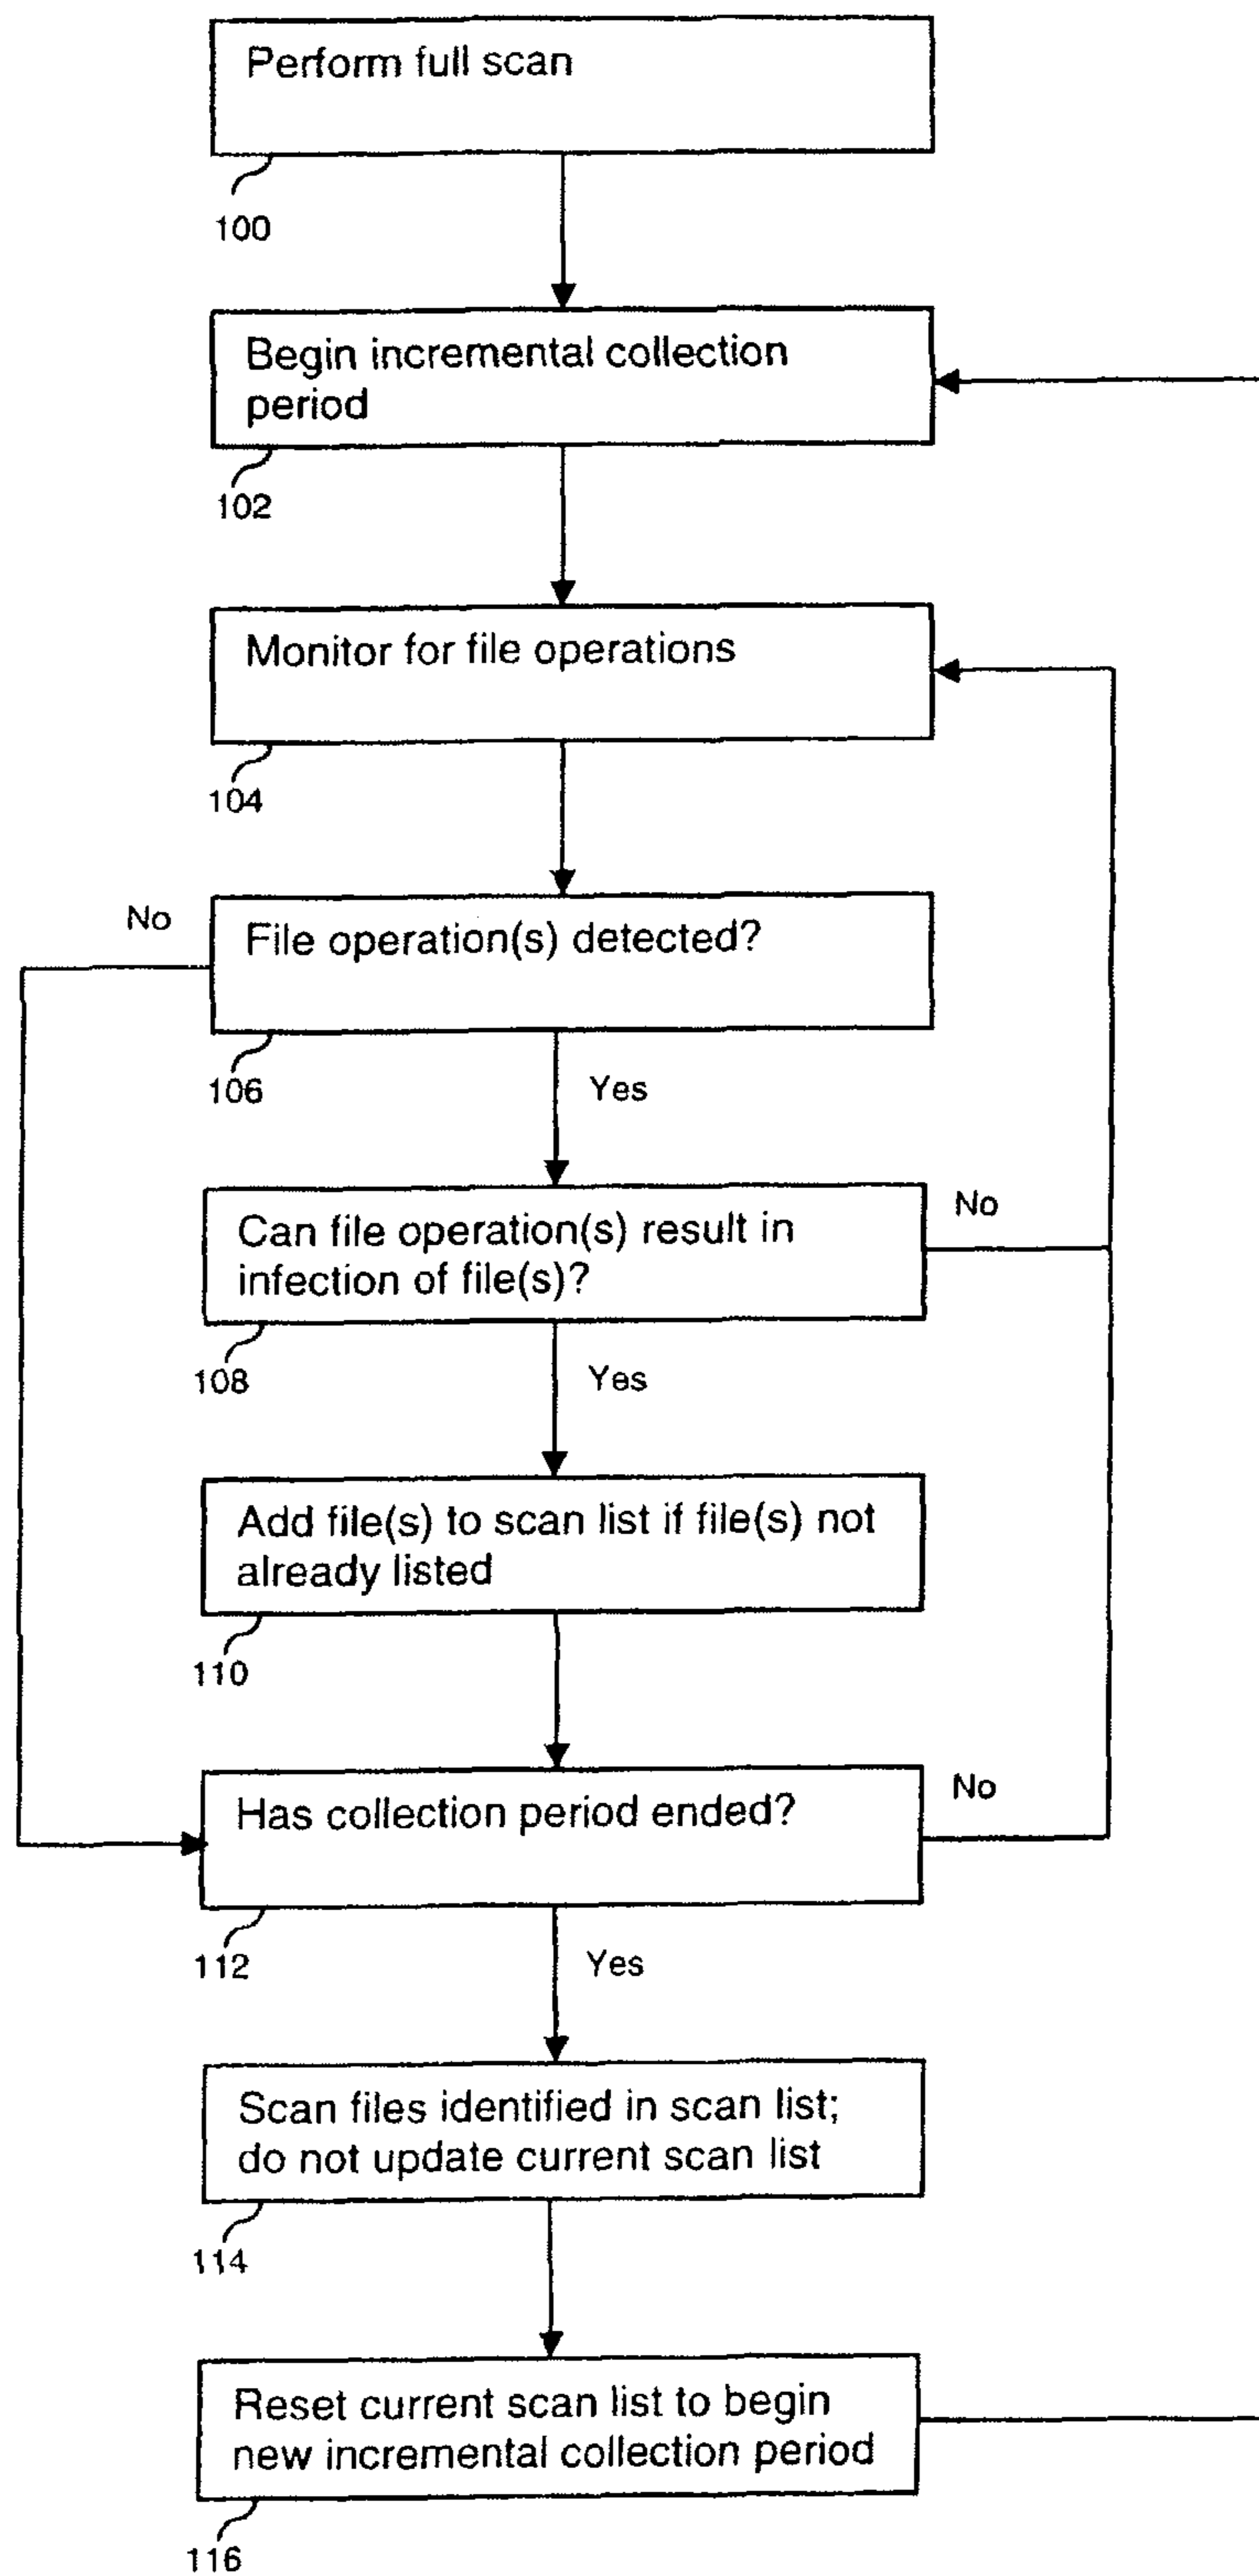 Perform full scan
100
Begin incremental collection
period
102
Monitor for file operations
104
No
File operation(s) detected?
106
Yes
Can file operation(s) result in
infection of file(s)?
No
108
Yes
Add file(s) to scan list if file(s) not
already listed
110
Has collection period ended?
No
112
Yes
Scan files identified in scan list;
do not update current scan list
114
Reset current scan list to begin
new incremental collection period
116